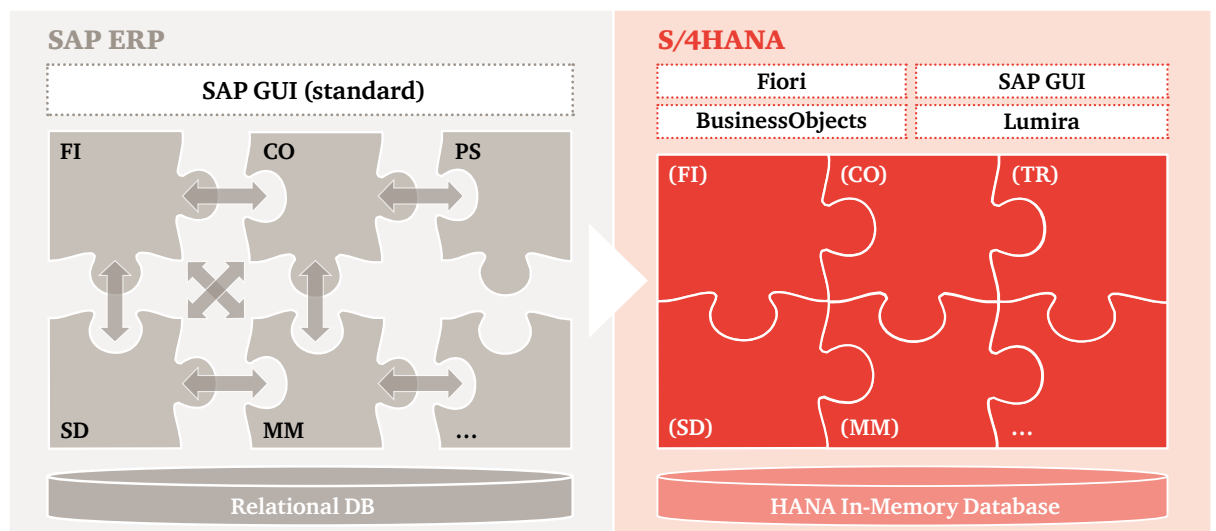 SAP ERP
SAP GUI (standard)
FI
CO
PS
SD
MM
...
Relational DB
S/4HANA
Fiori
SAP GUI
BusinessObjects
Lumira
(FI)
(CO)
(TR)
(SD)
(MM)
...
HANA In-Memory Database